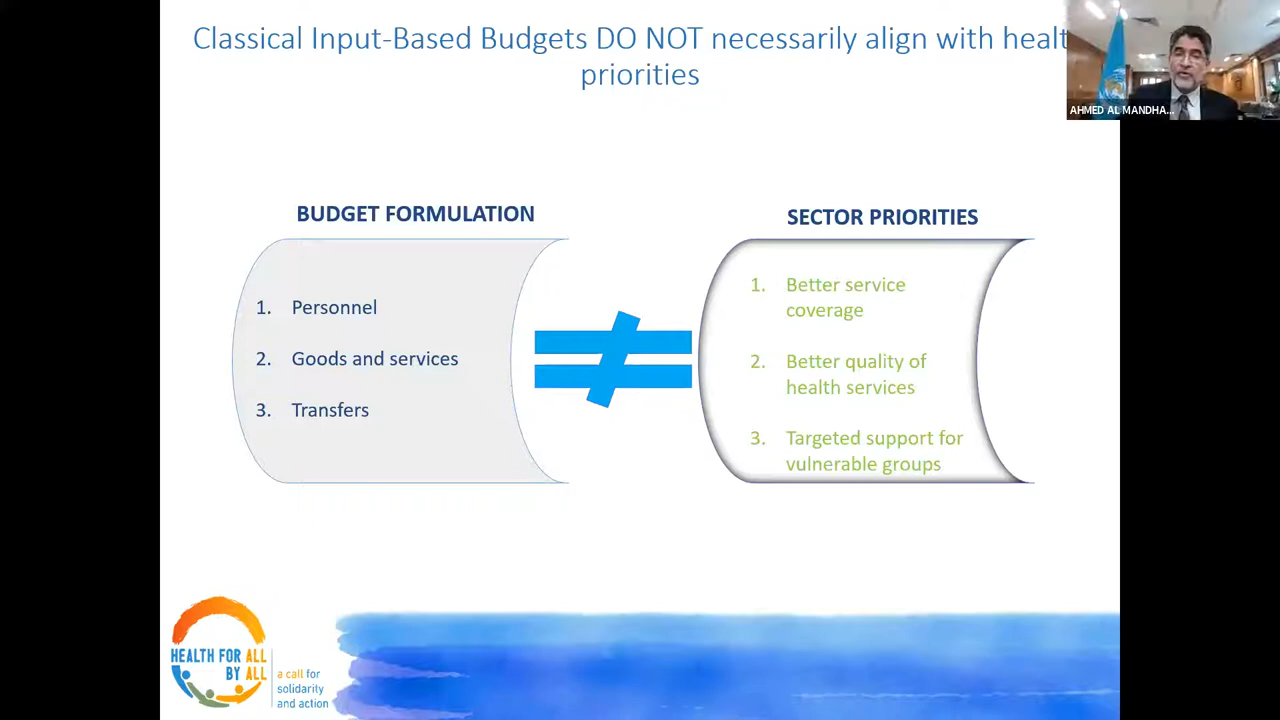 Classical Input-Based Budgets DO NOT necessarily align with healt
priorities
AHMED AL MANDHA...
BUDGET FORMULATION
1. Personnel
2. Goods and services
3. Transfers
SECTOR PRIORITIES
1. Better service
coverage
2. Better quality of
health services
3. Targeted support for
vulnerable groups
HEALTH FOR ALL
BY ALL
a call for
solidarity
and action